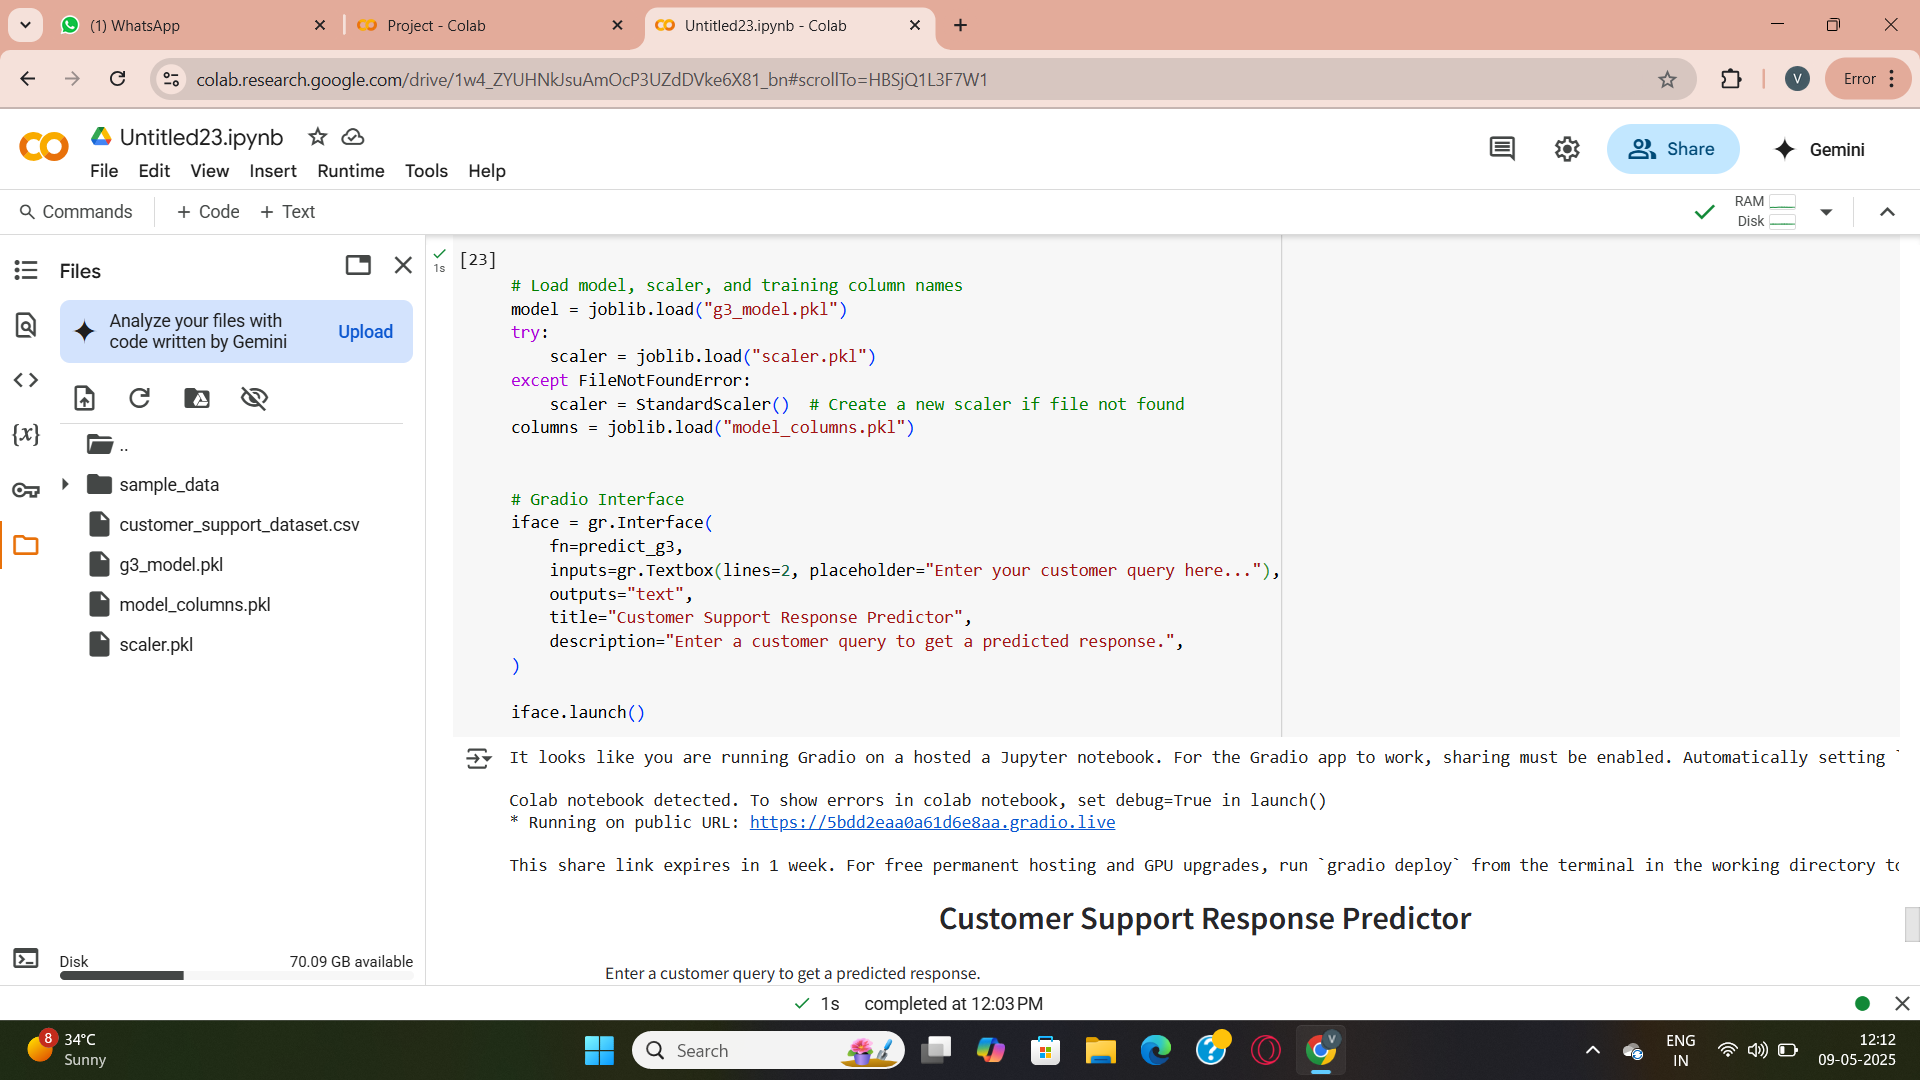 (1) WhatsApp
Project - Colab
Untitled23.ipynb - Colab
colab.research.google.com/drive/1w4_ZYUHNkJsuAmOcP3UZdDVke6X81_bn#scrollTo=HBSjQ1L3F7W1
V
Error
CO
Untitled23.ipynb
File Edit View Insert Runtime Tools Help
Share
Gemini
Commands
+ Code + Text
RAM
Disk
Files
Analyze your files with
code written by Gemini
Upload
..
sample_data
customer_support_dataset.csv
g3_model.pkl
model_columns.pkl
scaler.pkl
Disk
70.09 GB available
{x}
1s
[23]
# Load model, scaler, and training column names
model = joblib.load("g3_model.pkl")
try:
    scaler = joblib.load("scaler.pkl")
except FileNotFoundError:
    scaler = StandardScaler()  # Create a new scaler if file not found
columns = joblib.load("model_columns.pkl")
# Gradio Interface
iface = gr.Interface(
    fn=predict_g3,
    inputs=gr.Textbox(lines=2, placeholder="Enter your customer query here..."),
    outputs="text",
    title="Customer Support Response Predictor",
    description="Enter a customer query to get a predicted response.",
)
iface.launch()
It looks like you are running Gradio on a hosted a Jupyter notebook. For the Gradio app to work, sharing must be enabled. Automatically setting `
Colab notebook detected. To show errors in colab notebook, set debug=True in launch()
* Running on public URL: https://5bdd2eaa0a61d6e8aa.gradio.live
This share link expires in 1 week. For free permanent hosting and GPU upgrades, run `gradio deploy` from the terminal in the working directory to
Customer Support Response Predictor
Enter a customer query to get a predicted response.
1s completed at 12:03 PM
8
34°C
Sunny
Search
V
ENG
IN
12:12
09-05-2025